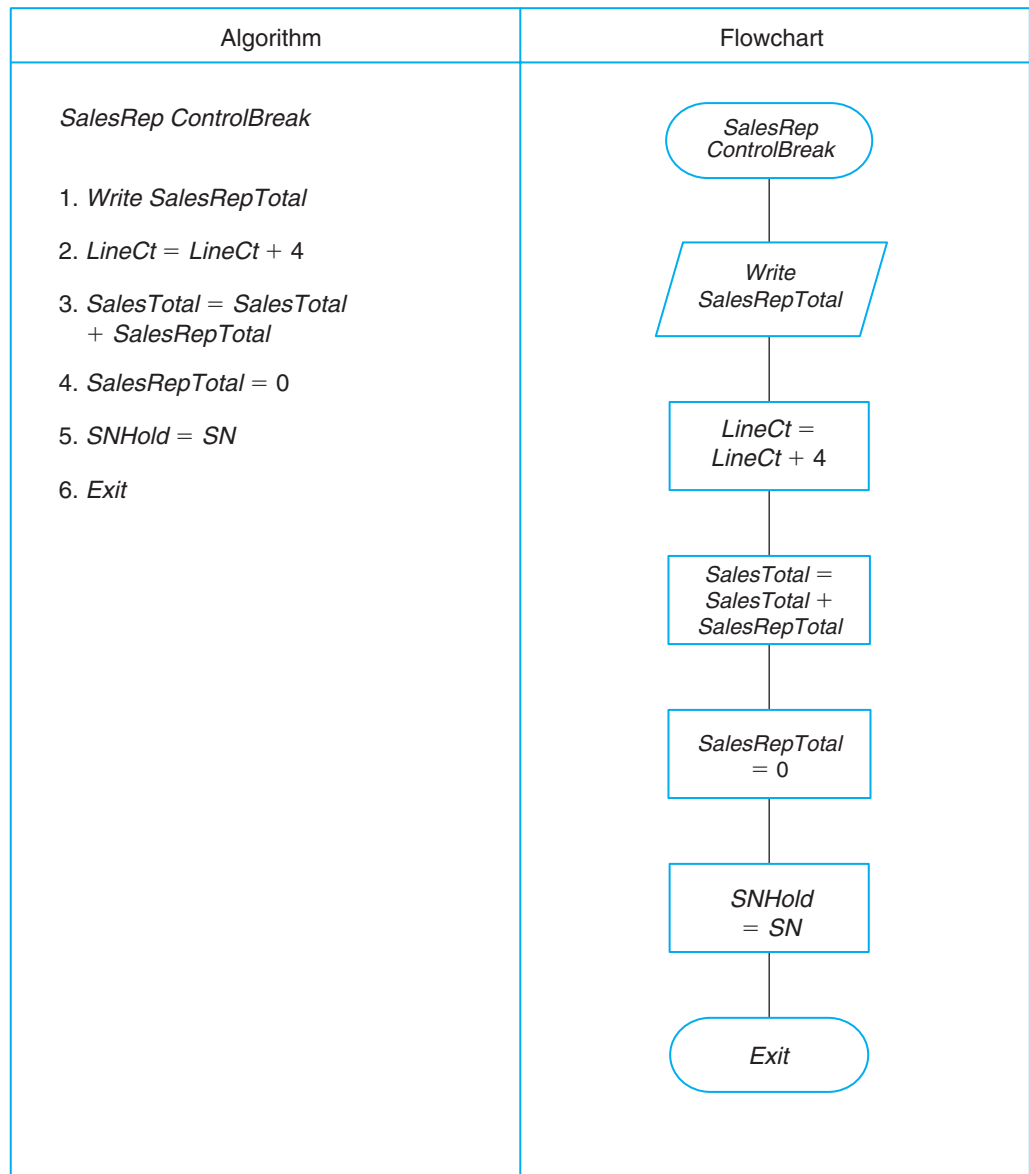 Algorithm
Flowchart
SalesRep ControlBreak
1. Write SalesRepTotal
2. LineCt = LineCt + 4
3. SalesTotal = SalesTotal
+ SalesRepTotal
4. SalesRepTotal = 0
5. SNHold = SN
6. Exit
SalesRep
ControlBreak
Write
SalesRepTotal
LineCt =
LineCt + 4
SalesTotal =
SalesTotal +
SalesRepTotal
SalesRepTotal
= 0
SNHold
= SN
Exit